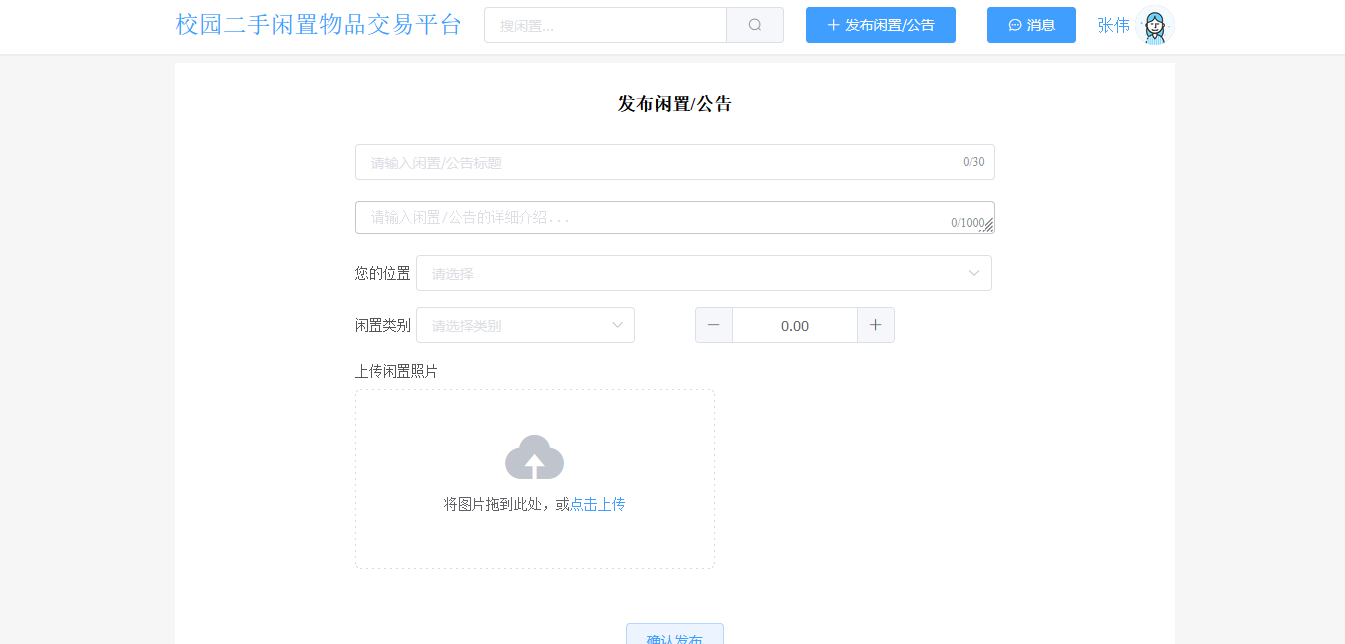 校园二手闲置物品交易平台 搜闲置... 发布闲置/公告 消息 张伟
发布闲置/公告
请输入闲置/公告标题 0/30
请输入闲置/公告的详细介绍... 0/1000
您的位置 请选择
闲置类别 请选择类别 0.00
上传闲置照片
将图片拖到此处，或点击上传
确认发布